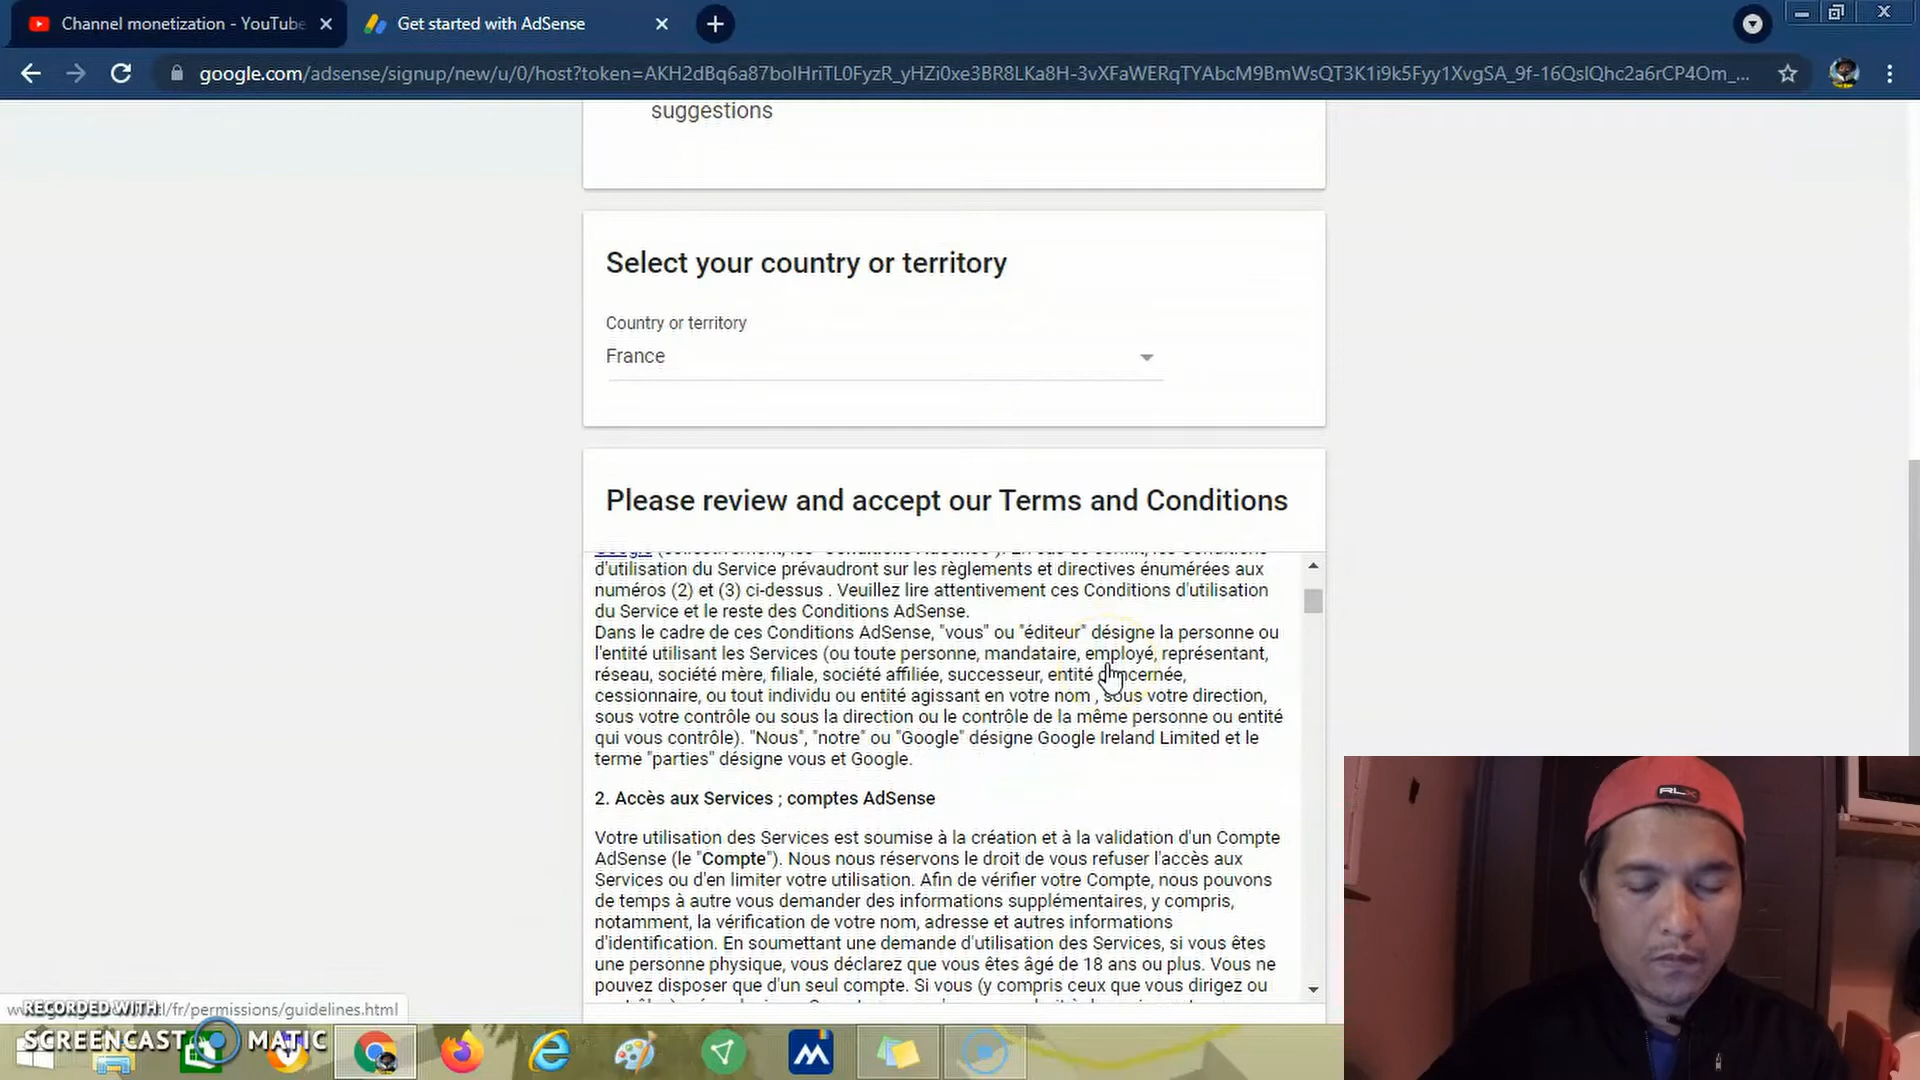 Channel monetization - YouTube
Get started with AdSense
google.com/adsense/signup/new/u/0/host?token=AKH2dBq6a87boIHriTL0FyzR_yHZi0xe3BR8LKa8H-3vXFaWERqTYAbcM9BmWsQT3K1i9k5Fyy1XvgSA_9f-16QslQhc2a6rCP4Om_...
suggestions
Select your country or territory
Country or territory
France
Please review and accept our Terms and Conditions
d'utilisation du Service prévaudront sur les règlements et directives énumérées aux
numéros (2) et (3) ci-dessus . Veuillez lire attentivement ces Conditions d'utilisation
du Service et le reste des Conditions AdSense.
Dans le cadre de ces Conditions AdSense, "vous" ou "éditeur" désigne la personne ou
l'entité utilisant les Services (ou toute personne, mandataire, employé, représentant,
réseau, société mère, filiale, société affiliée, successeur, entité concernée,
cessionnaire, ou tout individu ou entité agissant en votre nom , sous votre direction,
sous votre contrôle ou sous la direction ou le contrôle de la même personne ou entité
qui vous contrôle). "Nous", "notre" ou "Google" désigne Google Ireland Limited et le
terme "parties" désigne vous et Google.
2. Accès aux Services ; comptes AdSense
Votre utilisation des Services est soumise à la création et à la validation d'un Compte
AdSense (le "Compte"). Nous nous réservons le droit de vous refuser l'accès aux
Services ou d'en limiter votre utilisation. Afin de vérifier votre Compte, nous pouvons
de temps à autre vous demander des informations supplémentaires, y compris,
notamment, la vérification de votre nom, adresse et autres informations
d'identification. En soumettant une demande d'utilisation des Services, si vous êtes
une personne physique, vous déclarez que vous êtes âgé de 18 ans ou plus. Vous ne
pouvez disposer que d'un seul compte. Si vous (y compris ceux que vous dirigez ou
/fr/permissions/guidelines.html
RECORDED WITH
SCREENCAST MATIC
RLX